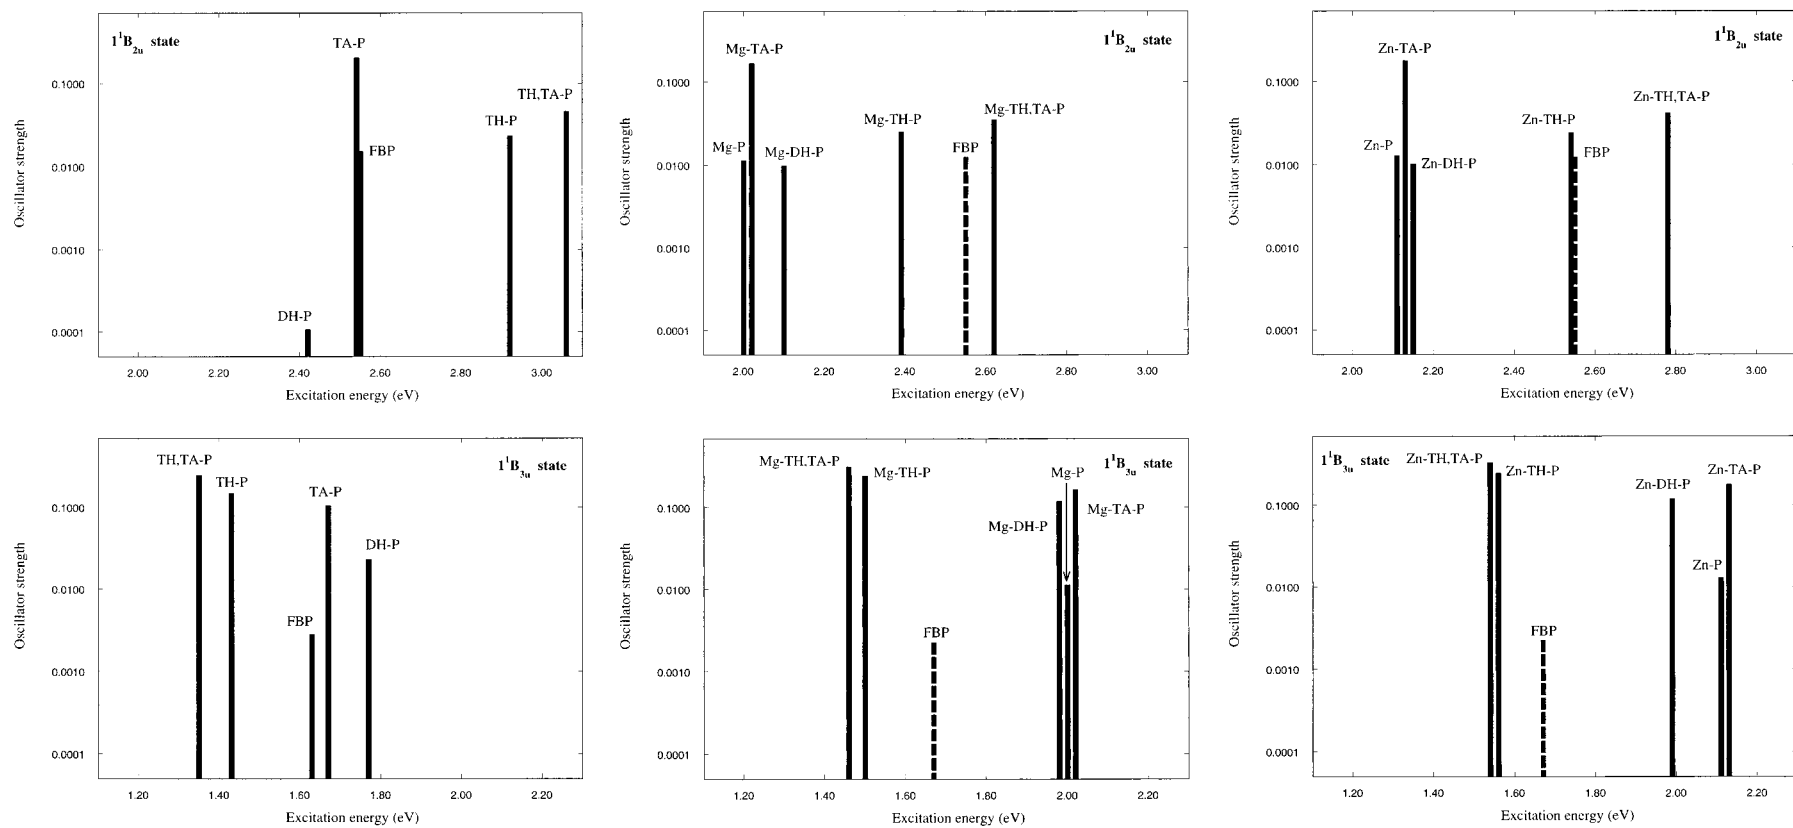 1¹B₂ᵤ state
TA-P
TH,TA-P
TH-P
FBP
DH-P
0.1000
0.0100
0.0010
0.0001
Oscillator strength
2.00 2.20 2.40 2.60 2.80 3.00
Excitation energy (eV)
1¹B₂ᵤ state
Mg-TA-P
Mg-TH-P
Mg-TH,TA-P
Mg-P
Mg-DH-P
FBP
0.1000
0.0100
0.0010
0.0001
Oscillator strength
2.00 2.20 2.40 2.60 2.80 3.00
Excitation energy (eV)
1¹B₂ᵤ state
Zn-TA-P
Zn-TH,TA-P
Zn-TH-P
Zn-P
FBP
Zn-DH-P
0.1000
0.0100
0.0010
0.0001
Oscillator strength
2.00 2.20 2.40 2.60 2.80 3.00
Excitation energy (eV)
TH,TA-P
1¹B₃ᵤ state
TH-P
TA-P
DH-P
FBP
0.1000
0.0100
0.0010
0.0001
Oscillator strength
1.20 1.40 1.60 1.80 2.00 2.20
Excitation energy (eV)
Mg-TH,TA-P
Mg-TH-P
Mg-P
1¹B₃ᵤ state
Mg-DH-P
Mg-TA-P
FBP
0.1000
0.0100
0.0010
0.0001
Oscillator strength
1.20 1.40 1.60 1.80 2.00 2.20
Excitation energy (eV)
1¹B₃ᵤ state
Zn-TH,TA-P
Zn-TH-P
Zn-TA-P
Zn-DH-P
Zn-P
FBP
0.1000
0.0100
0.0010
0.0001
Oscillator strength
1.20 1.40 1.60 1.80 2.00 2.20
Excitation energy (eV)